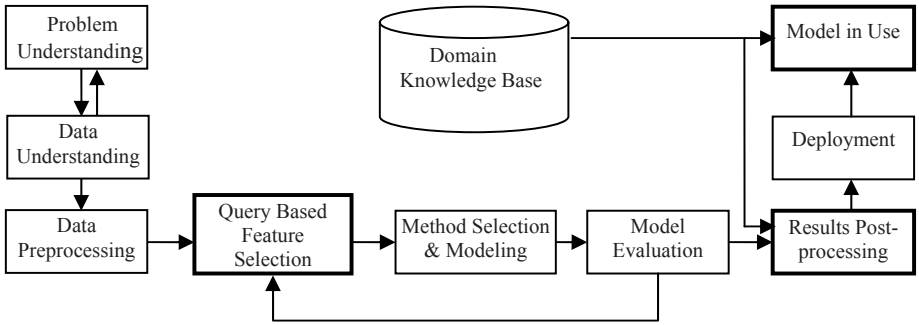 Problem
Understanding
Data
Understanding
Data
Preprocessing
Query Based
Feature
Selection
Method Selection
& Modeling
Model
Evaluation
Domain
Knowledge Base
Model in Use
Deployment
Results Post-
processing